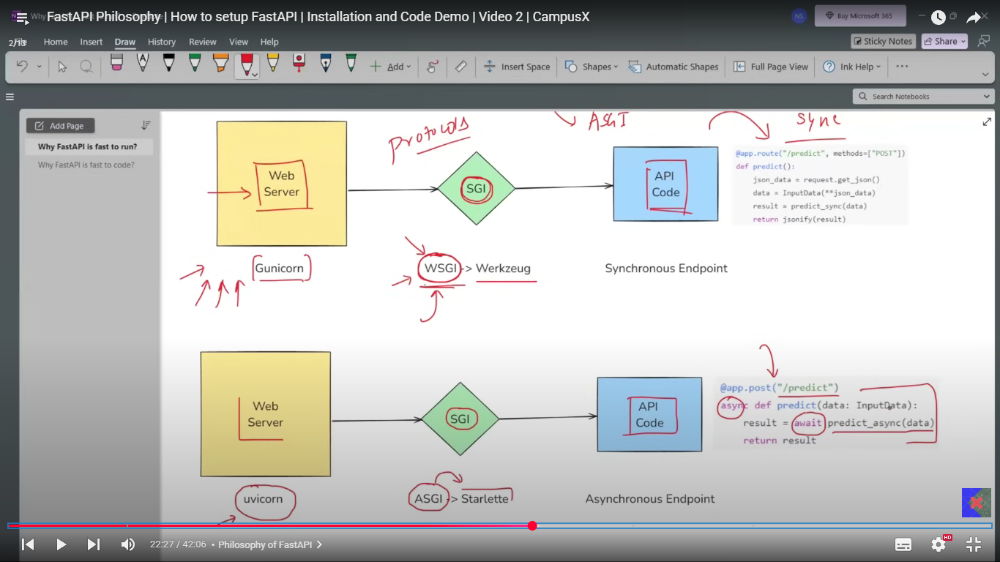 FastAPI Philosophy | How to setup FastAPI | Installation and Code Demo | Video 2 | CampusX
NS
Buy Microsoft 365
2/13
Home Insert Draw History Review View Help
Sticky Notes
Share
Add
Insert Space
Shapes
Automatic Shapes
Full Page View
Ink Help
Search Notebooks
Add Page
Why FastAPI is fast to run?
Why FastAPI is fast to code?
protocols
ASGI
Sync
Web
Server
SGI
API
Code
@app.route("/predict", methods=["POST"])
def predict():
json_data = request.get_json()
data = InputData(**json_data)
result = predict_sync(data)
return jsonify(result)
Gunicorn
WSGI -> Werkzeug
Synchronous Endpoint
Web
Server
SGI
API
Code
@app.post("/predict")
async def predict(data: InputData):
result = await predict_async(data)
return result
uvicorn
ASGI -> Starlette
Asynchronous Endpoint
22:27 / 42:06 • Philosophy of FastAPI
HD